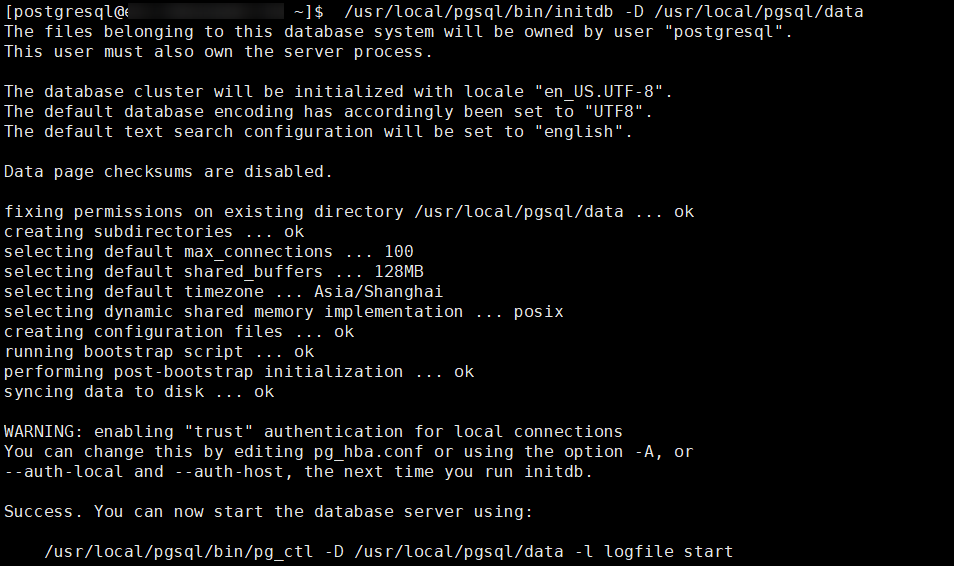 [postgresql@ ~]$  /usr/local/pgsql/bin/initdb -D /usr/local/pgsql/data
The files belonging to this database system will be owned by user "postgresql".
This user must also own the server process.

The database cluster will be initialized with locale "en_US.UTF-8".
The default database encoding has accordingly been set to "UTF8".
The default text search configuration will be set to "english".

Data page checksums are disabled.

fixing permissions on existing directory /usr/local/pgsql/data ... ok
creating subdirectories ... ok
selecting default max_connections ... 100
selecting default shared_buffers ... 128MB
selecting default timezone ... Asia/Shanghai
selecting dynamic shared memory implementation ... posix
creating configuration files ... ok
running bootstrap script ... ok
performing post-bootstrap initialization ... ok
syncing data to disk ... ok

WARNING: enabling "trust" authentication for local connections
You can change this by editing pg_hba.conf or using the option -A, or
--auth-local and --auth-host, the next time you run initdb.

Success. You can now start the database server using:

    /usr/local/pgsql/bin/pg_ctl -D /usr/local/pgsql/data -l logfile start